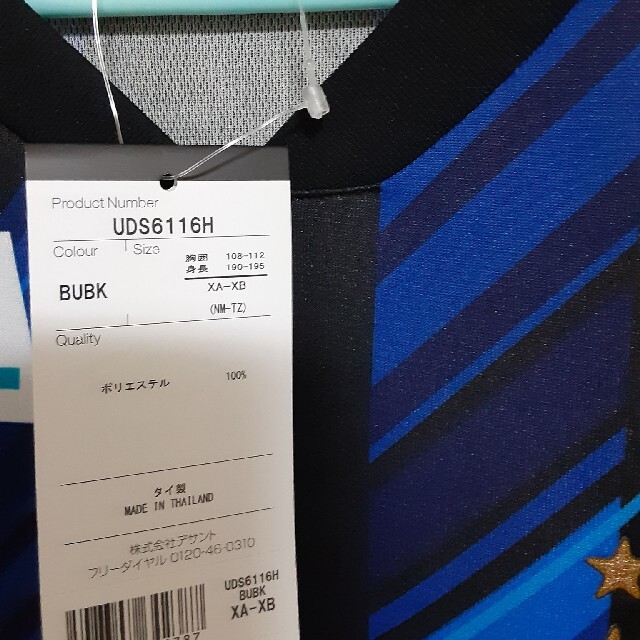 Product Number
UDS6116H
Colour Size
胸囲 108-112
身長 190-195
BUBK XA-XB
(NM-TZ)
Quality
ポリエステル 100%
タイ製
MADE IN THAILAND
株式会社アサント
フリーダイヤル 0120-46-0310
UDS6116H
BUBK
XA-XB
787